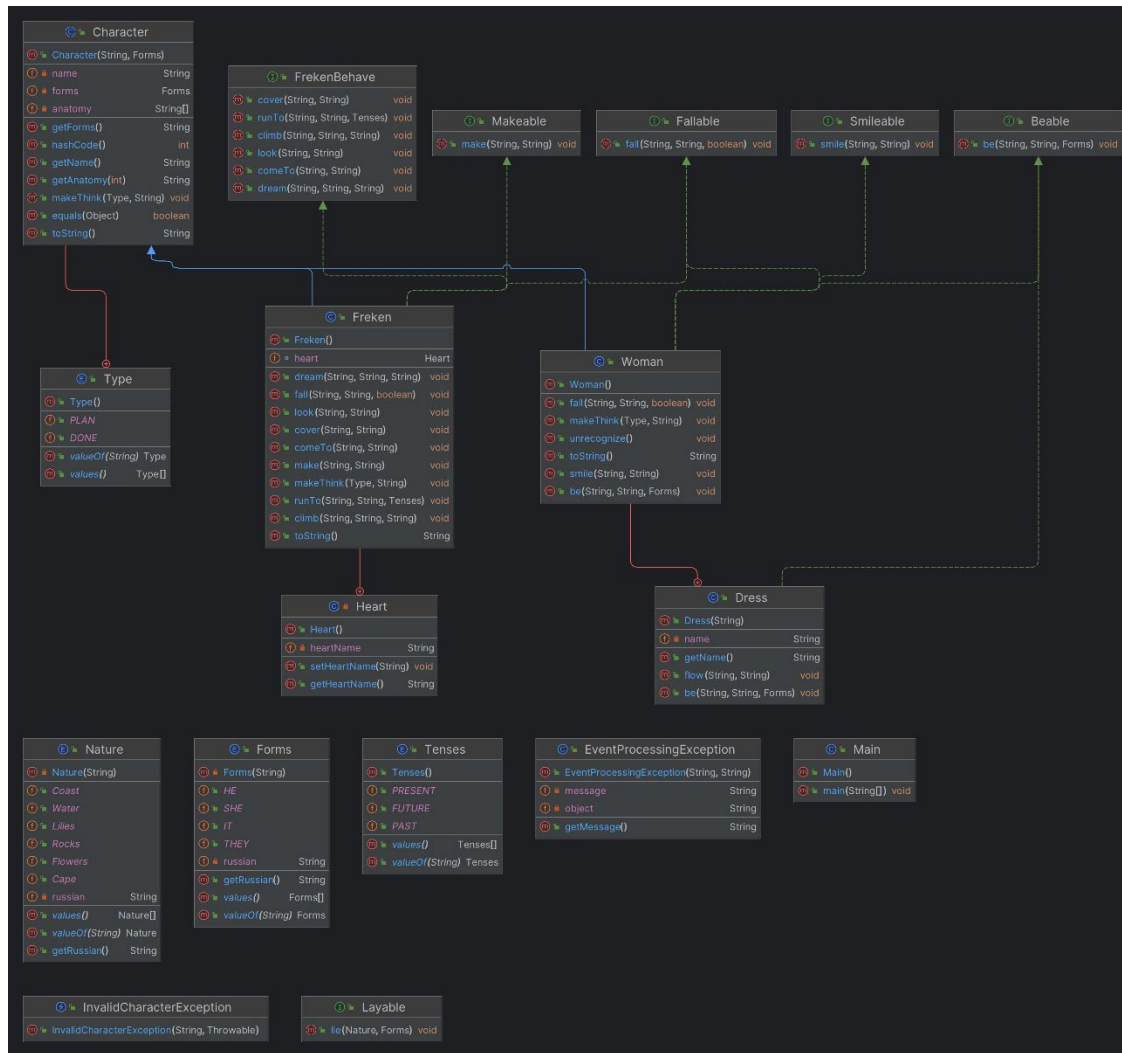 Character
Character(String, Forms)
name String
forms Forms
anatomy String[]
getForms() String
hashCode() int
getName() String
getAnatomy(int) String
makeThink(Type, String) void
equals(Object) boolean
toString() String
FrekenBehave
cover(String, String) void
runTo(String, String, Tenses) void
climb(String, String, String) void
look(String, String) void
comeTo(String, String) void
dream(String, String, String) void
Makeable
make(String, String) void
Fallable
fall(String, String, boolean) void
Smileable
smile(String, String) void
Beable
be(String, String, Forms) void
Type
Type()
PLAN
DONE
valueOf(String) Type
values() Type[]
Freken
Freken()
heart Heart
dream(String, String, String) void
fall(String, String, boolean) void
look(String, String) void
cover(String, String) void
comeTo(String, String) void
make(String, String) void
makeThink(Type, String) void
runTo(String, String, Tenses) void
climb(String, String, String) void
toString() String
Woman
Woman()
fall(String, String, boolean) void
makeThink(Type, String) void
unrecognize() void
toString() String
smile(String, String) void
be(String, String, Forms) void
Heart
Heart()
heartName String
setHeartName(String) void
getHeartName() String
Dress
Dress(String)
name String
getName() String
flow(String, String) void
be(String, String, Forms) void
Nature
Nature(String)
Coast
Water
Lilies
Rocks
Flowers
Cape
russian String
values() Nature[]
valueOf(String) Nature
getRussian() String
Forms
Forms(String)
HE
SHE
IT
THEY
russian String
getRussian() String
values() Forms[]
valueOf(String) Forms
Tenses
Tenses()
PRESENT
FUTURE
PAST
values() Tenses[]
valueOf(String) Tenses
EventProcessingException
EventProcessingException(String, String)
message String
object String
getMessage() String
Main
Main()
main(String[]) void
InvalidCharacterException
InvalidCharacterException(String, Throwable)
Layable
lie(Nature, Forms) void